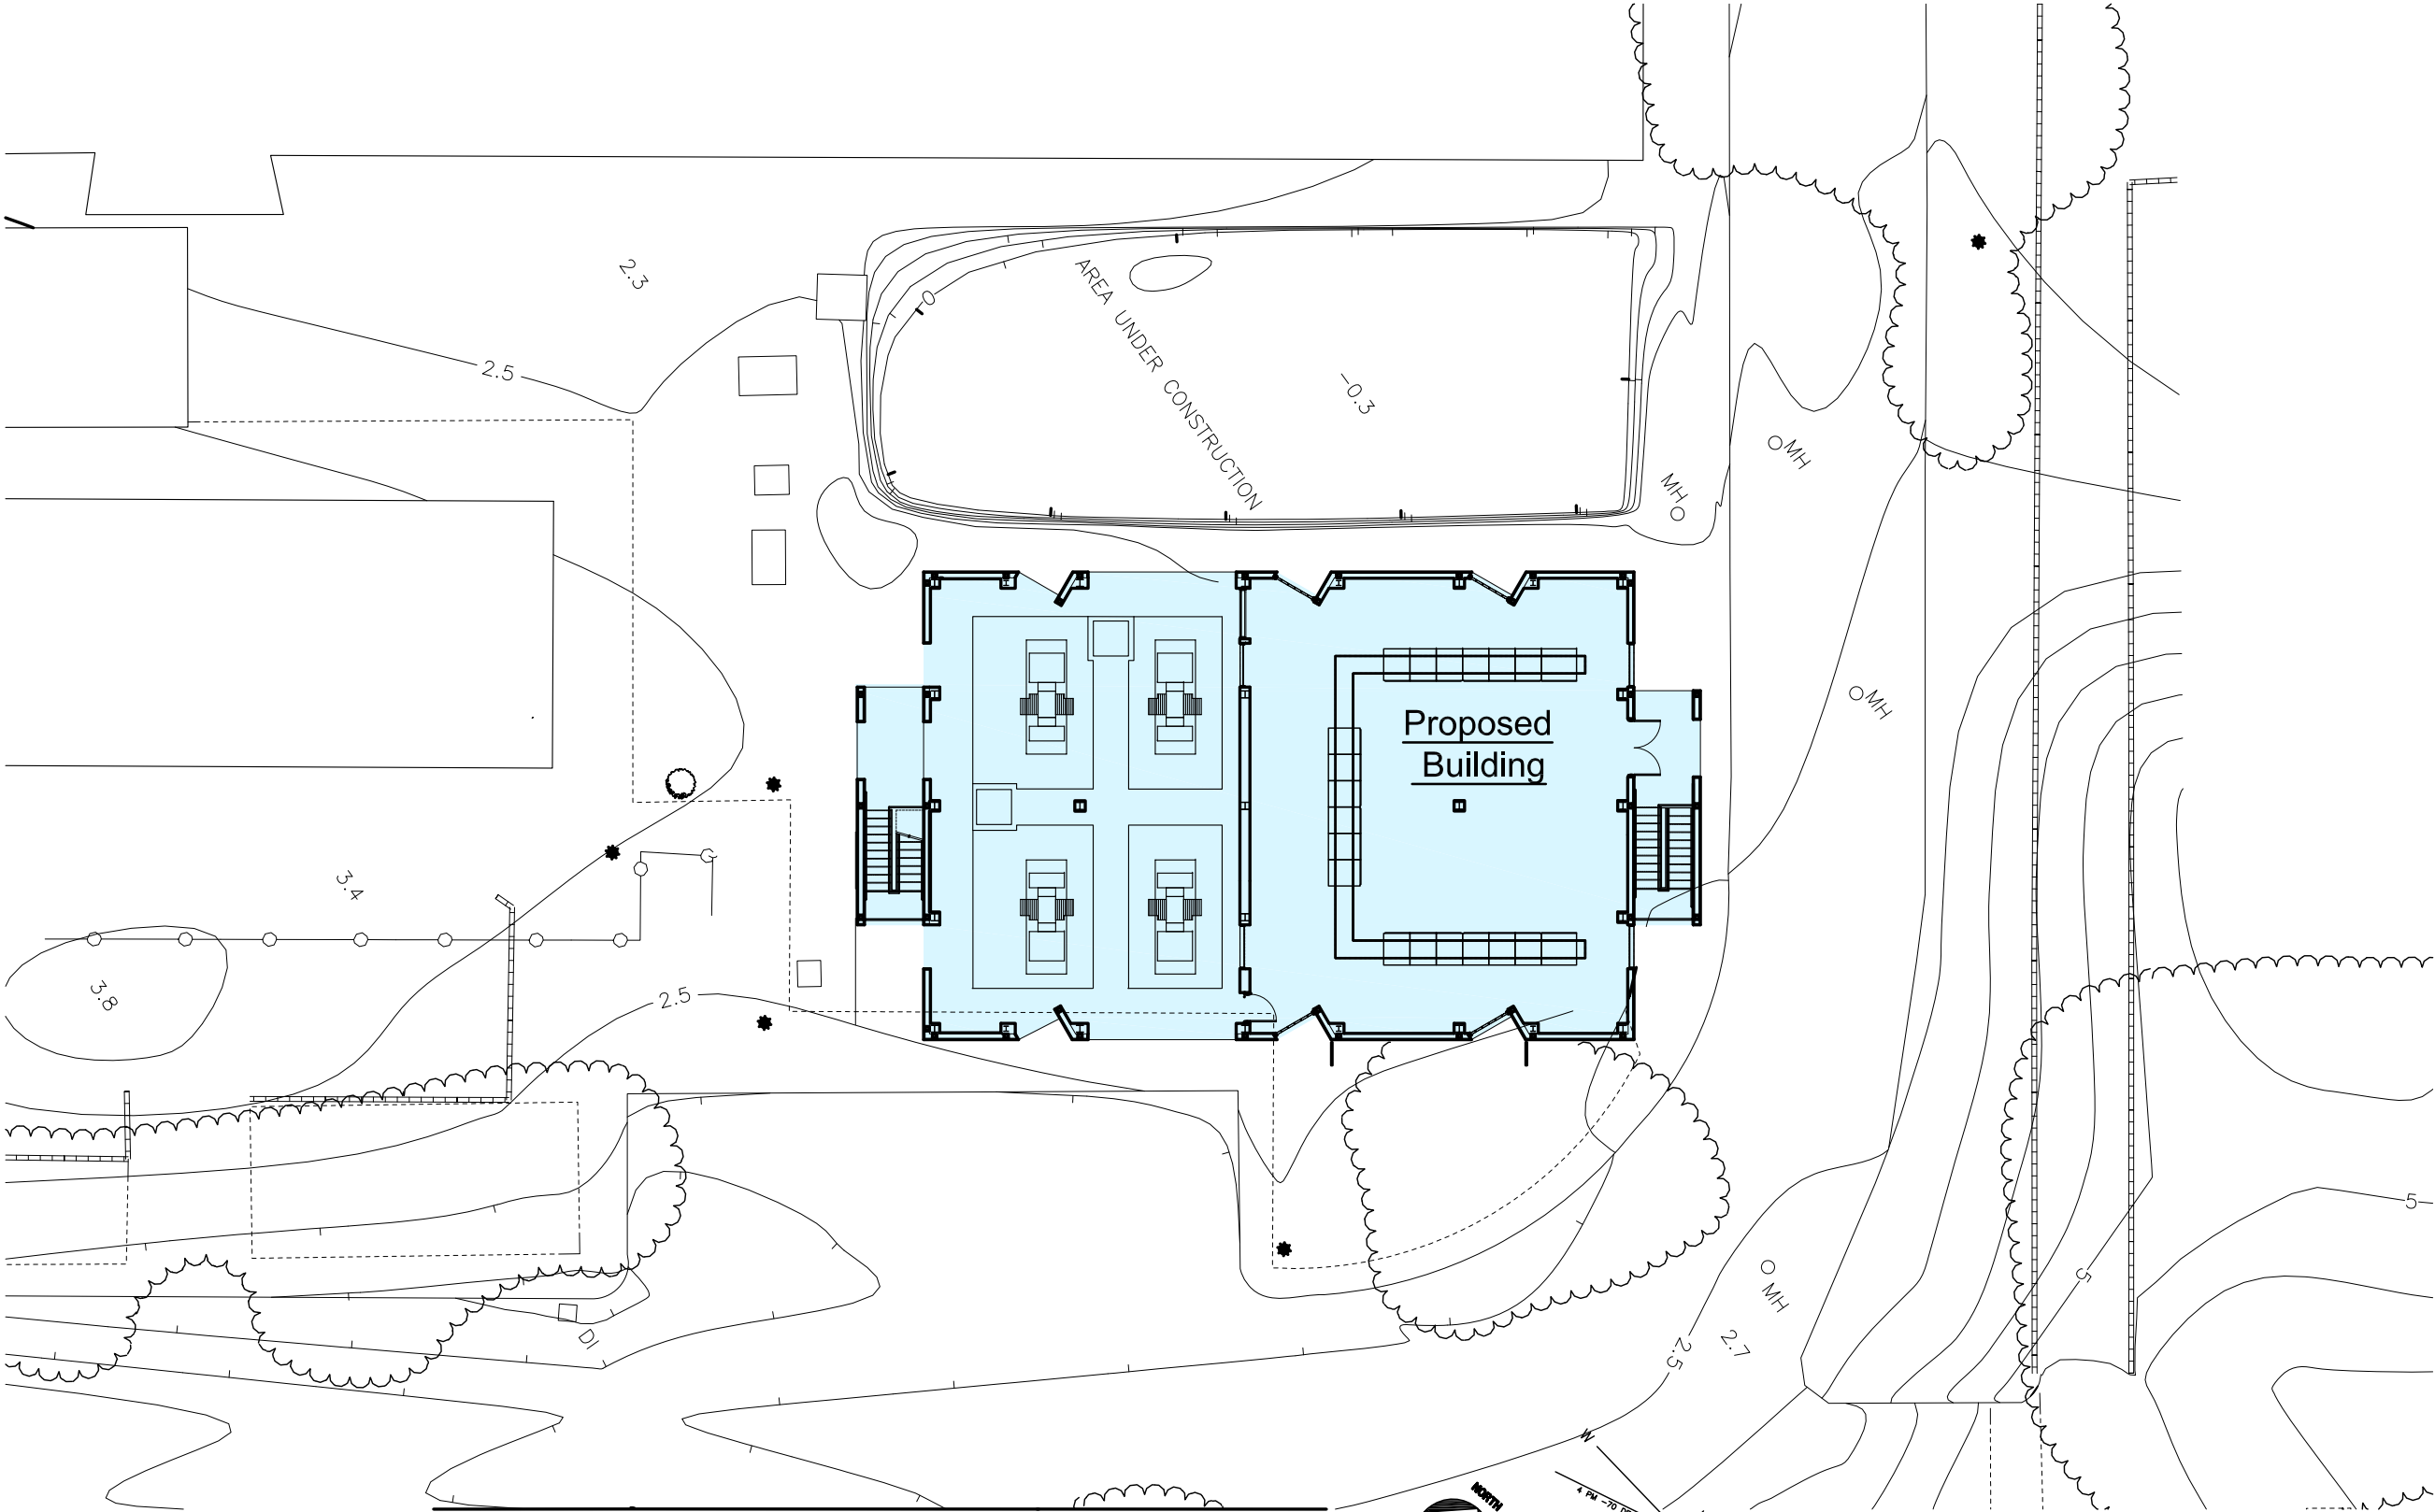 2.3
0
AREA UNDER CONSTRUCTION
2.5
-0.3
MH
MH
MH
Proposed
Building
3.4
3.8
2.5
5
5
MH
DI
2.7
2.5
W
NORTH